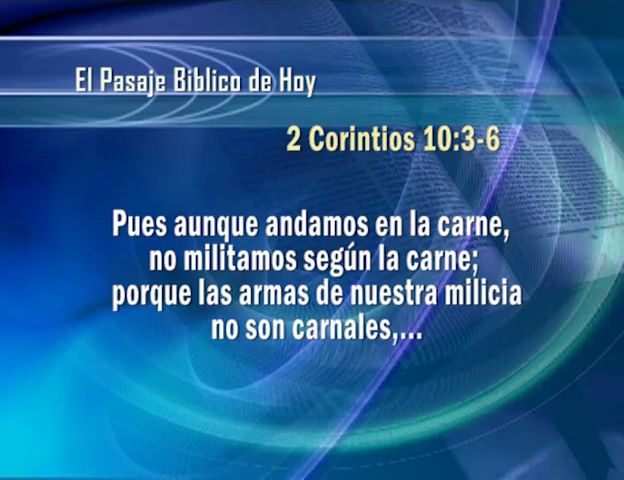 El Pasaje Biblico de Hoy
2 Corintios 10:3-6
Pues aunque andamos en la carne,
no militamos según la carne;
porque las armas de nuestra milicia
no son carnales,...